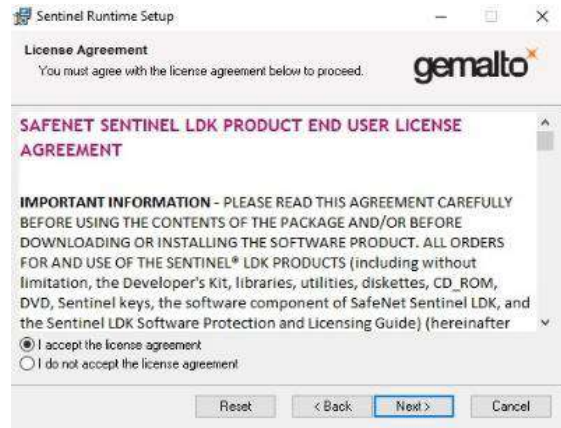 Sentinel Runtime Setup
License Agreement
You must agree with the license agreement below to proceed.
gemalto
SAFENET SENTINEL LDK PRODUCT END USER LICENSE
AGREEMENT
IMPORTANT INFORMATION - PLEASE READ THIS AGREEMENT CAREFULLY
BEFORE USING THE CONTENTS OF THE PACKAGE AND/OR BEFORE
DOWNLOADING OR INSTALLING THE SOFTWARE PRODUCT. ALL ORDERS
FOR AND USE OF THE SENTINEL® LDK PRODUCTS (including without
limitation, the Developer's Kit, libraries, utilities, diskettes, CD_ROM,
DVD, Sentinel keys, the software component of SafeNet Sentinel LDK, and
the Sentinel LDK Software Protection and Licensing Guide) (hereinafter
I accept the license agreement
I do not accept the license agreement
Reset
< Back
Next >
Cancel